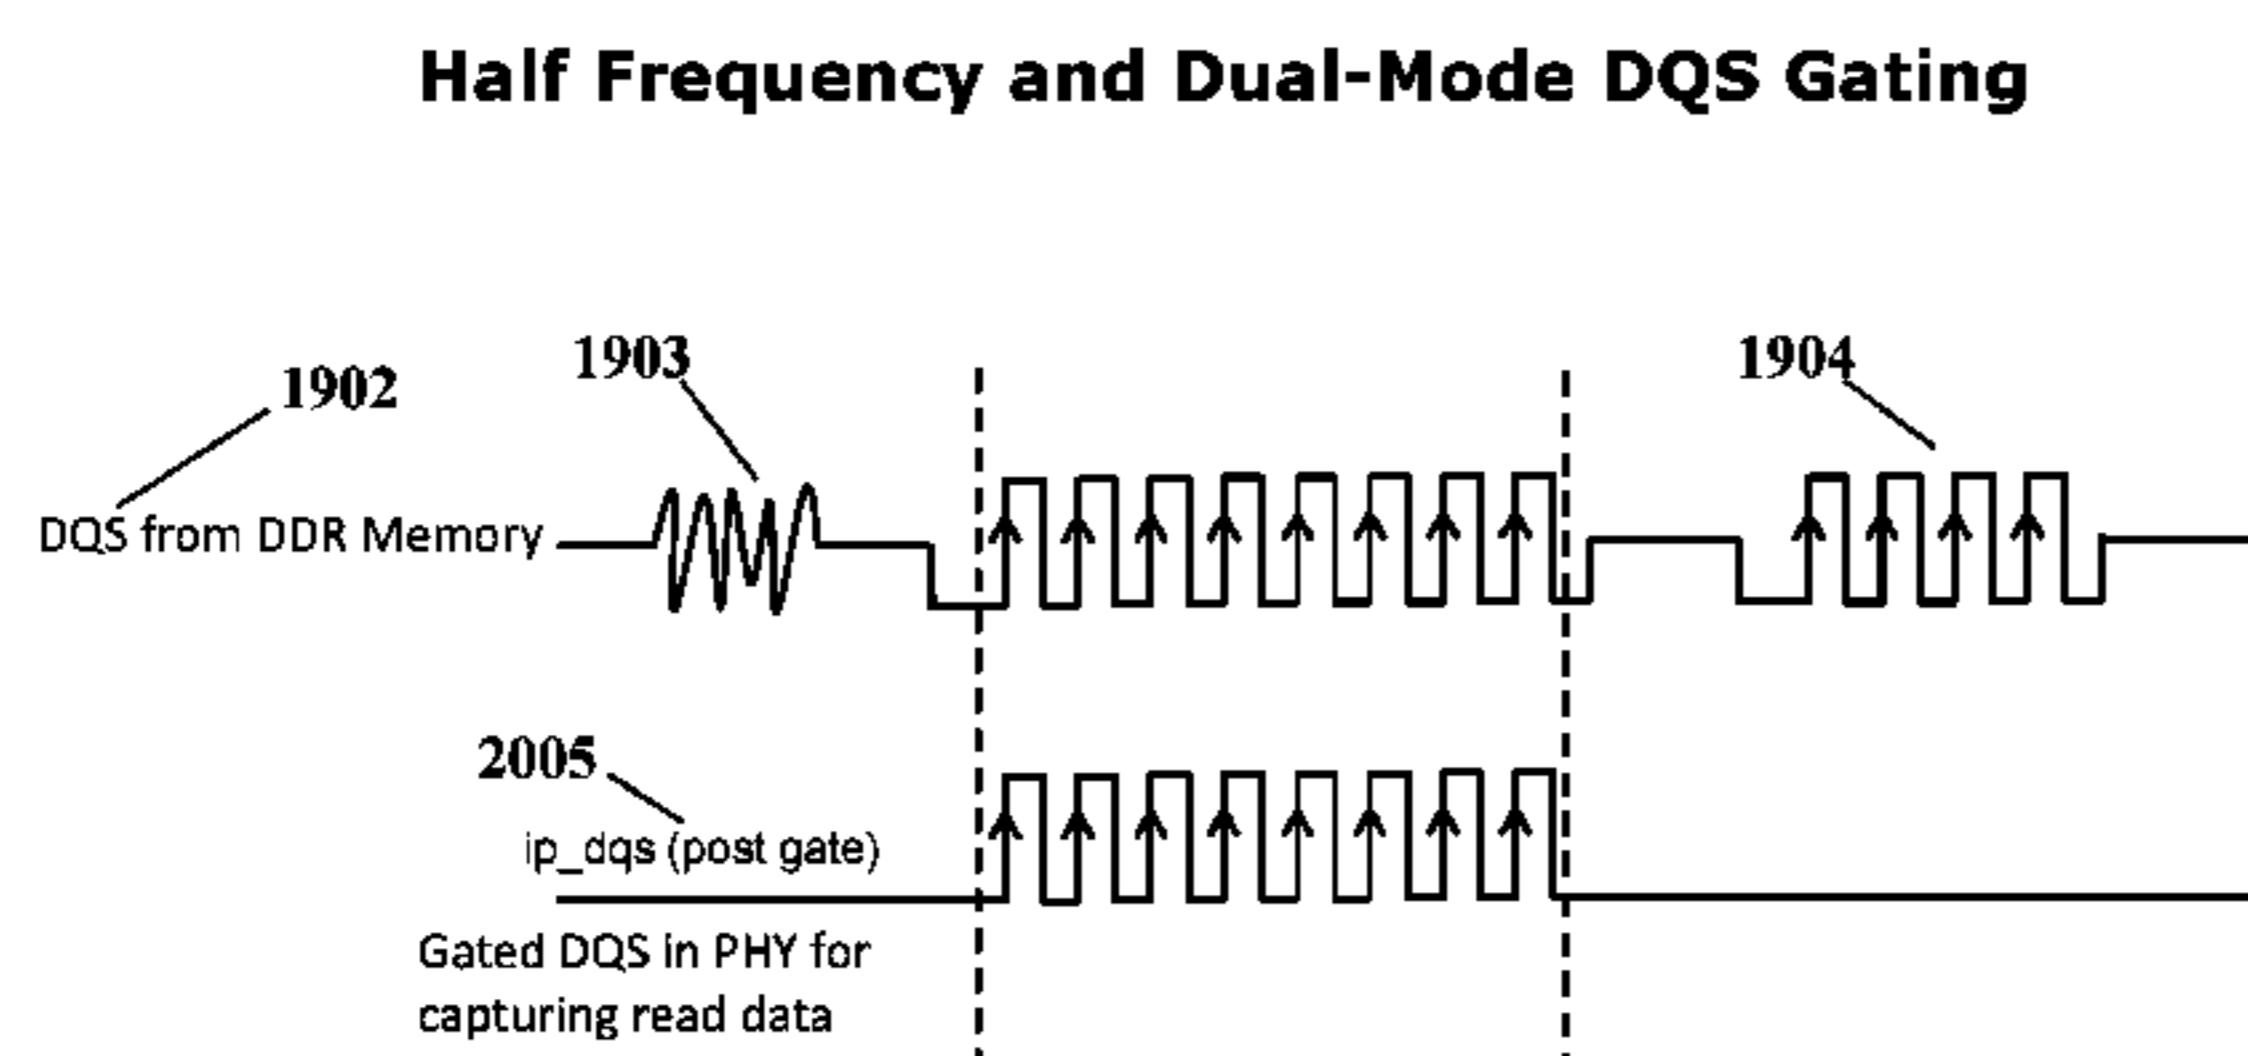 Half Frequency and Dual-Mode DQS Gating
1903
1904
1902
DQS from DDR Memory
2005
ip_dqs (post gate)
Gated DQS in PHY for
capturing read data